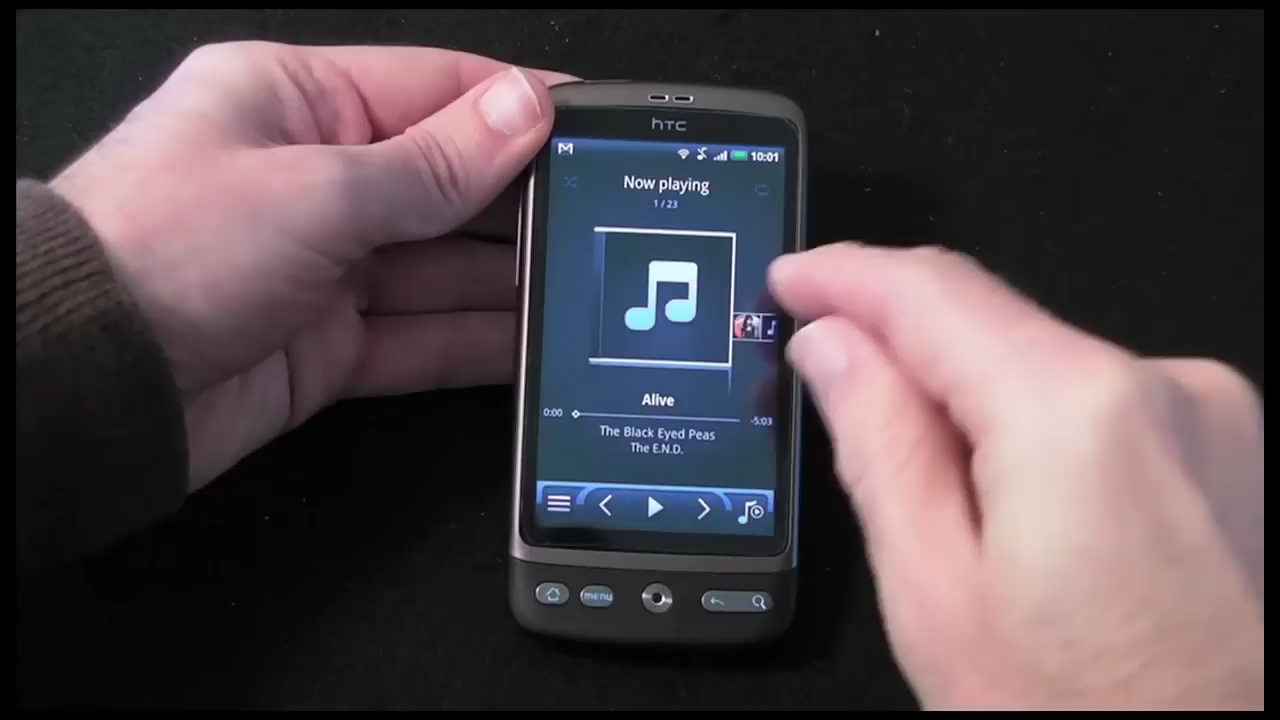 htc
10:01
Now playing
1 / 23
Alive
0:00
-5:03
The Black Eyed Peas
The E.N.D.
menu